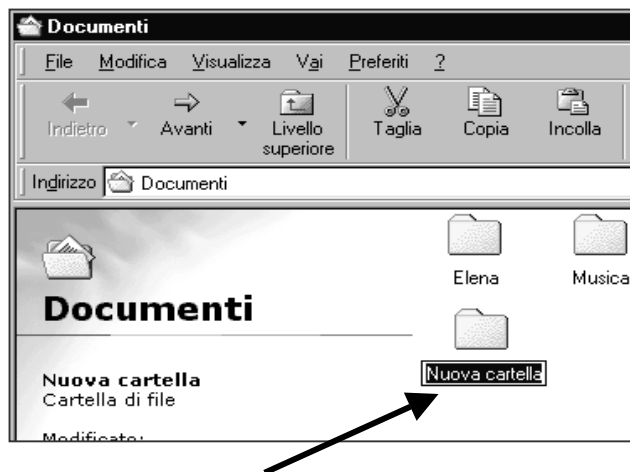 Documenti
File Modifica Visualizza Vai Preferiti ?
Indietro Avanti Livello superiore Taglia Copia Incolla
Indirizzo Documenti
Elena Musica
Documenti
Nuova cartella
Nuova cartella
Cartella di file
Modificato: